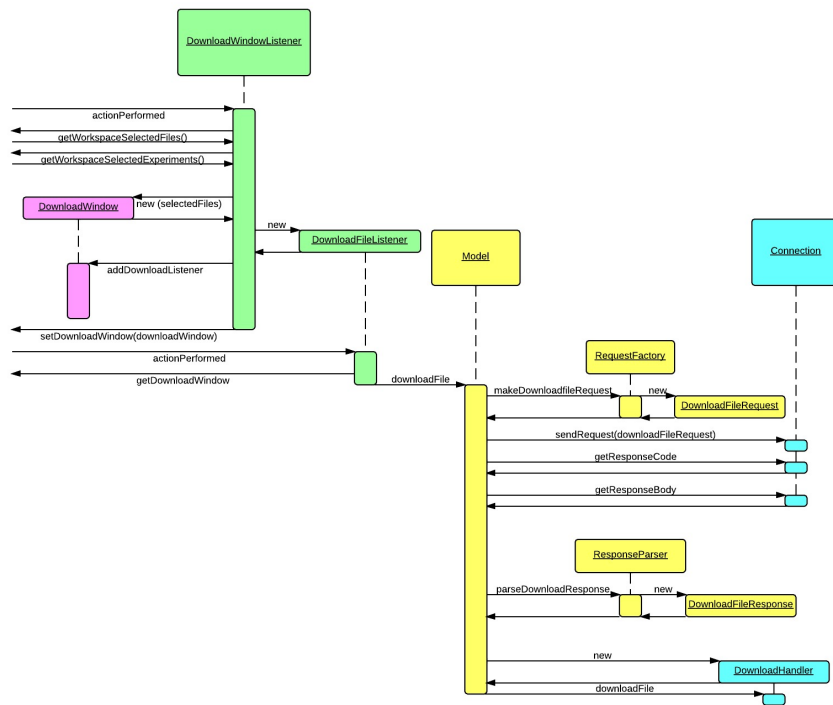 DownloadWindowListener
actionPerformed
getWorkspaceSelectedFiles()
getWorkspaceSelectedExperiments()
DownloadWindow
new (selectedFiles)
new
DownloadFileListener
Model
Connection
addDownloadListener
setDownloadWindow(downloadWindow)
actionPerformed
RequestFactory
getDownloadWindow
downloadFile
makeDownloadfileRequest
new
DownloadFileRequest
sendRequest(downloadFileRequest)
getResponseCode
getResponseBody
ResponseParser
parseDownloadResponse
new
DownloadFileResponse
new
DownloadHandler
downloadFile